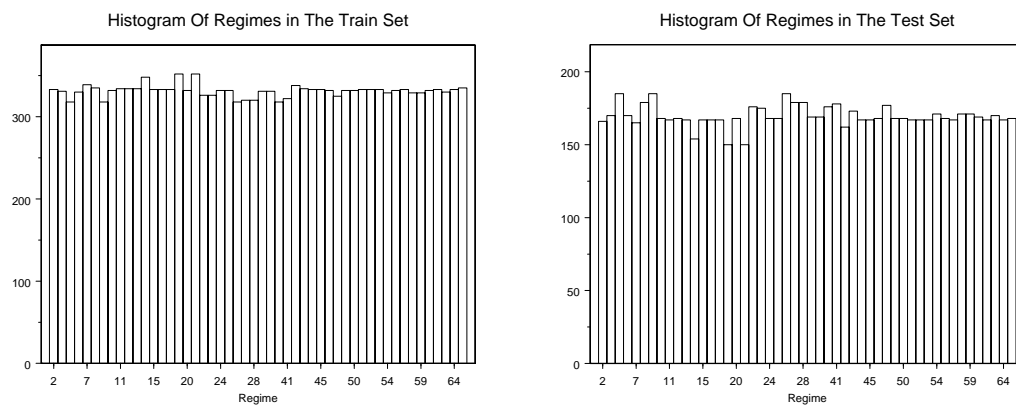 Histogram Of Regimes in The Train Set
300
200
100
0
2 7 11 15 20 24 28 41 45 50 54 59 64
Regime
Histogram Of Regimes in The Test Set
200
150
100
50
0
2 7 11 15 20 24 28 41 45 50 54 59 64
Regime